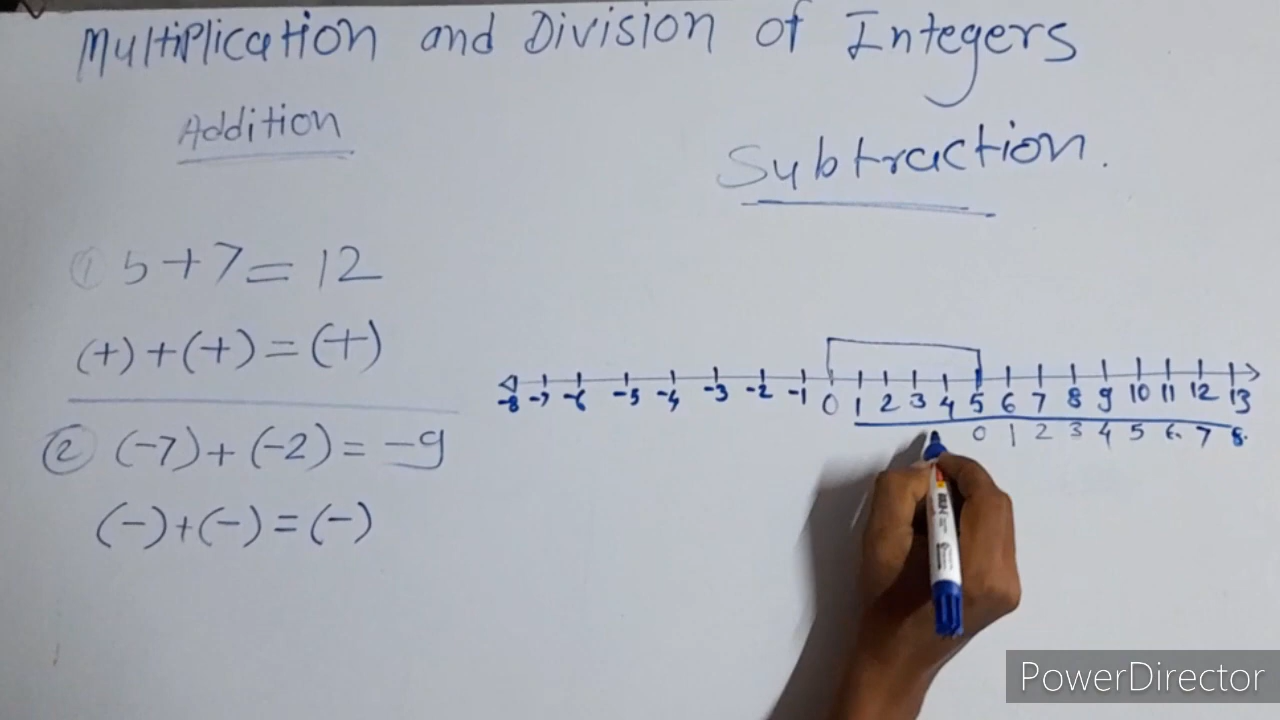 Multiplication and Division of Integers
Addition
Subtraction.
① 5+7=12
(+)+(+)=(+)
-8 -7 -6 -5 -4 -3 -2 -1 0 1 2 3 4 5 6 7 8 9 10 11 12 13
0 1 2 3 4 5 6. 7 8.
② (-7)+(-2)=-9
(-)+(-)=(-)
PowerDirector